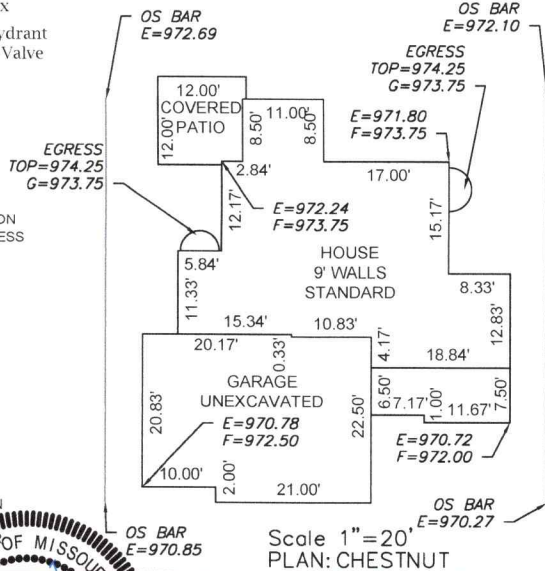 x
ydrant
Valve
OS BAR
E=972.69
OS BAR
E=972.10
EGRESS
TOP=974.25
G=973.75
12.00'
COVERED
PATIO
12.00'
11.00'
8.50'
8.50'
E=971.80
F=973.75
EGRESS
TOP=974.25
G=973.75
2.84'
17.00'
12.17'
E=972.24
F=973.75
15.17'
ON
ESS
5.84'
HOUSE
9' WALLS
STANDARD
8.33'
11.33'
12.83'
15.34'
10.83'
20.17'
0.33'
4.17'
18.84'
GARAGE
UNEXCAVATED
20.83'
E=970.78
F=972.50
22.50'
6.50'
7.17'
1.00'
11.67'
7.50'
10.00'
2.00'
21.00'
E=970.72
F=972.00
N
OF MISSOU
OS BAR
E=970.85
OS BAR
E=970.27
Scale 1"=20'
PLAN: CHESTNUT